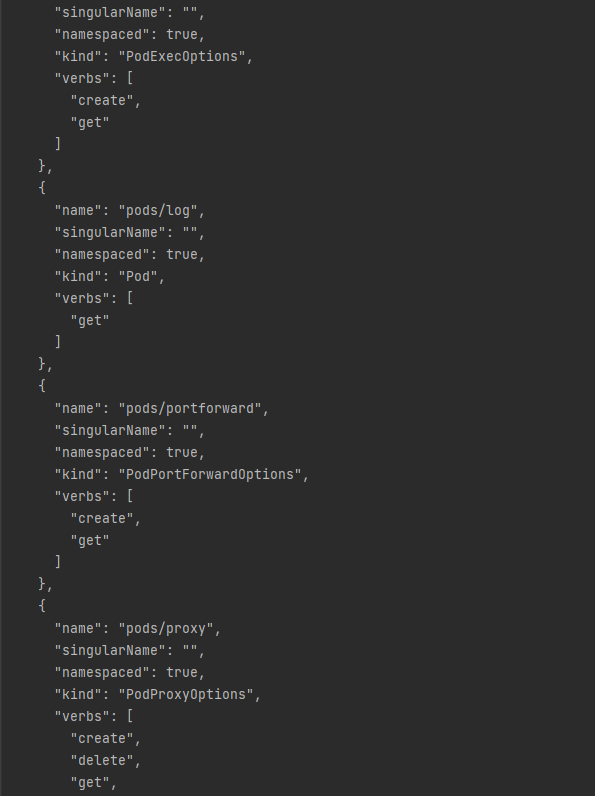 "singularName": "",
"namespaced": true,
"kind": "PodExecOptions",
"verbs": [
"create",
"get"
]
},
{
"name": "pods/log",
"singularName": "",
"namespaced": true,
"kind": "Pod",
"verbs": [
"get"
]
},
{
"name": "pods/portforward",
"singularName": "",
"namespaced": true,
"kind": "PodPortForwardOptions",
"verbs": [
"create",
"get"
]
},
{
"name": "pods/proxy",
"singularName": "",
"namespaced": true,
"kind": "PodProxyOptions",
"verbs": [
"create",
"delete",
"get",